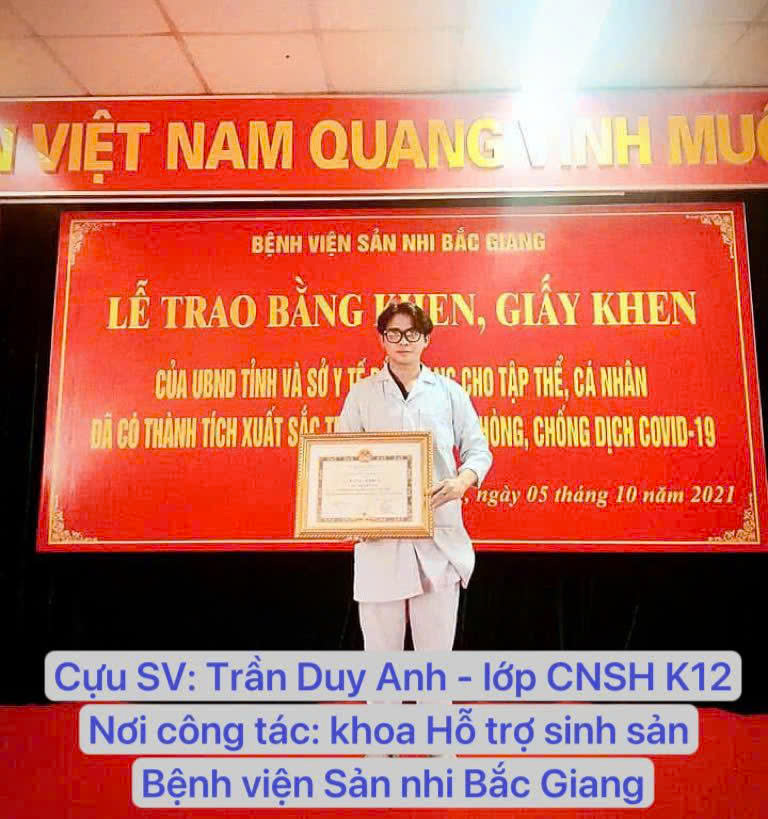 VIỆT NAM QUANG VINH MUÔ
BỆNH VIỆN SẢN NHI BẮC GIANG
LỄ TRAO BẰNG KHEN, GIẤY KHEN
CỦA UBND TỈNH VÀ SỞ Y TẾ CHO TẬP THỂ, CÁ NHÂN
ĐÃ CÓ THÀNH TÍCH XUẤT SẮC PHÒNG, CHỐNG DỊCH COVID-19
, ngày 05 tháng 10 năm 2021
Cựu SV: Trần Duy Anh - lớp CNSH K12
Nơi công tác: khoa Hỗ trợ sinh sản
Bệnh viện Sản nhi Bắc Giang